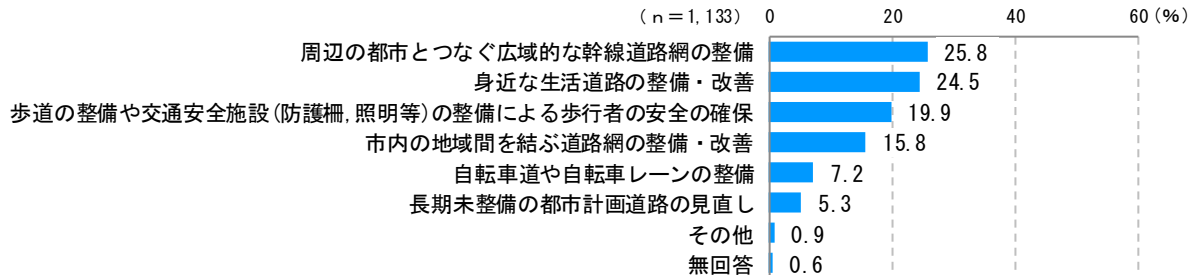 (n=1,133) 0 20 40 60(%)
周辺の都市とつなぐ広域的な幹線道路網の整備 25.8
身近な生活道路の整備・改善 24.5
歩道の整備や交通安全施設(防護柵,照明等)の整備による歩行者の安全の確保 19.9
市内の地域間を結ぶ道路網の整備・改善 15.8
自転車道や自転車レーンの整備 7.2
長期未整備の都市計画道路の見直し 5.3
その他 0.9
無回答 0.6